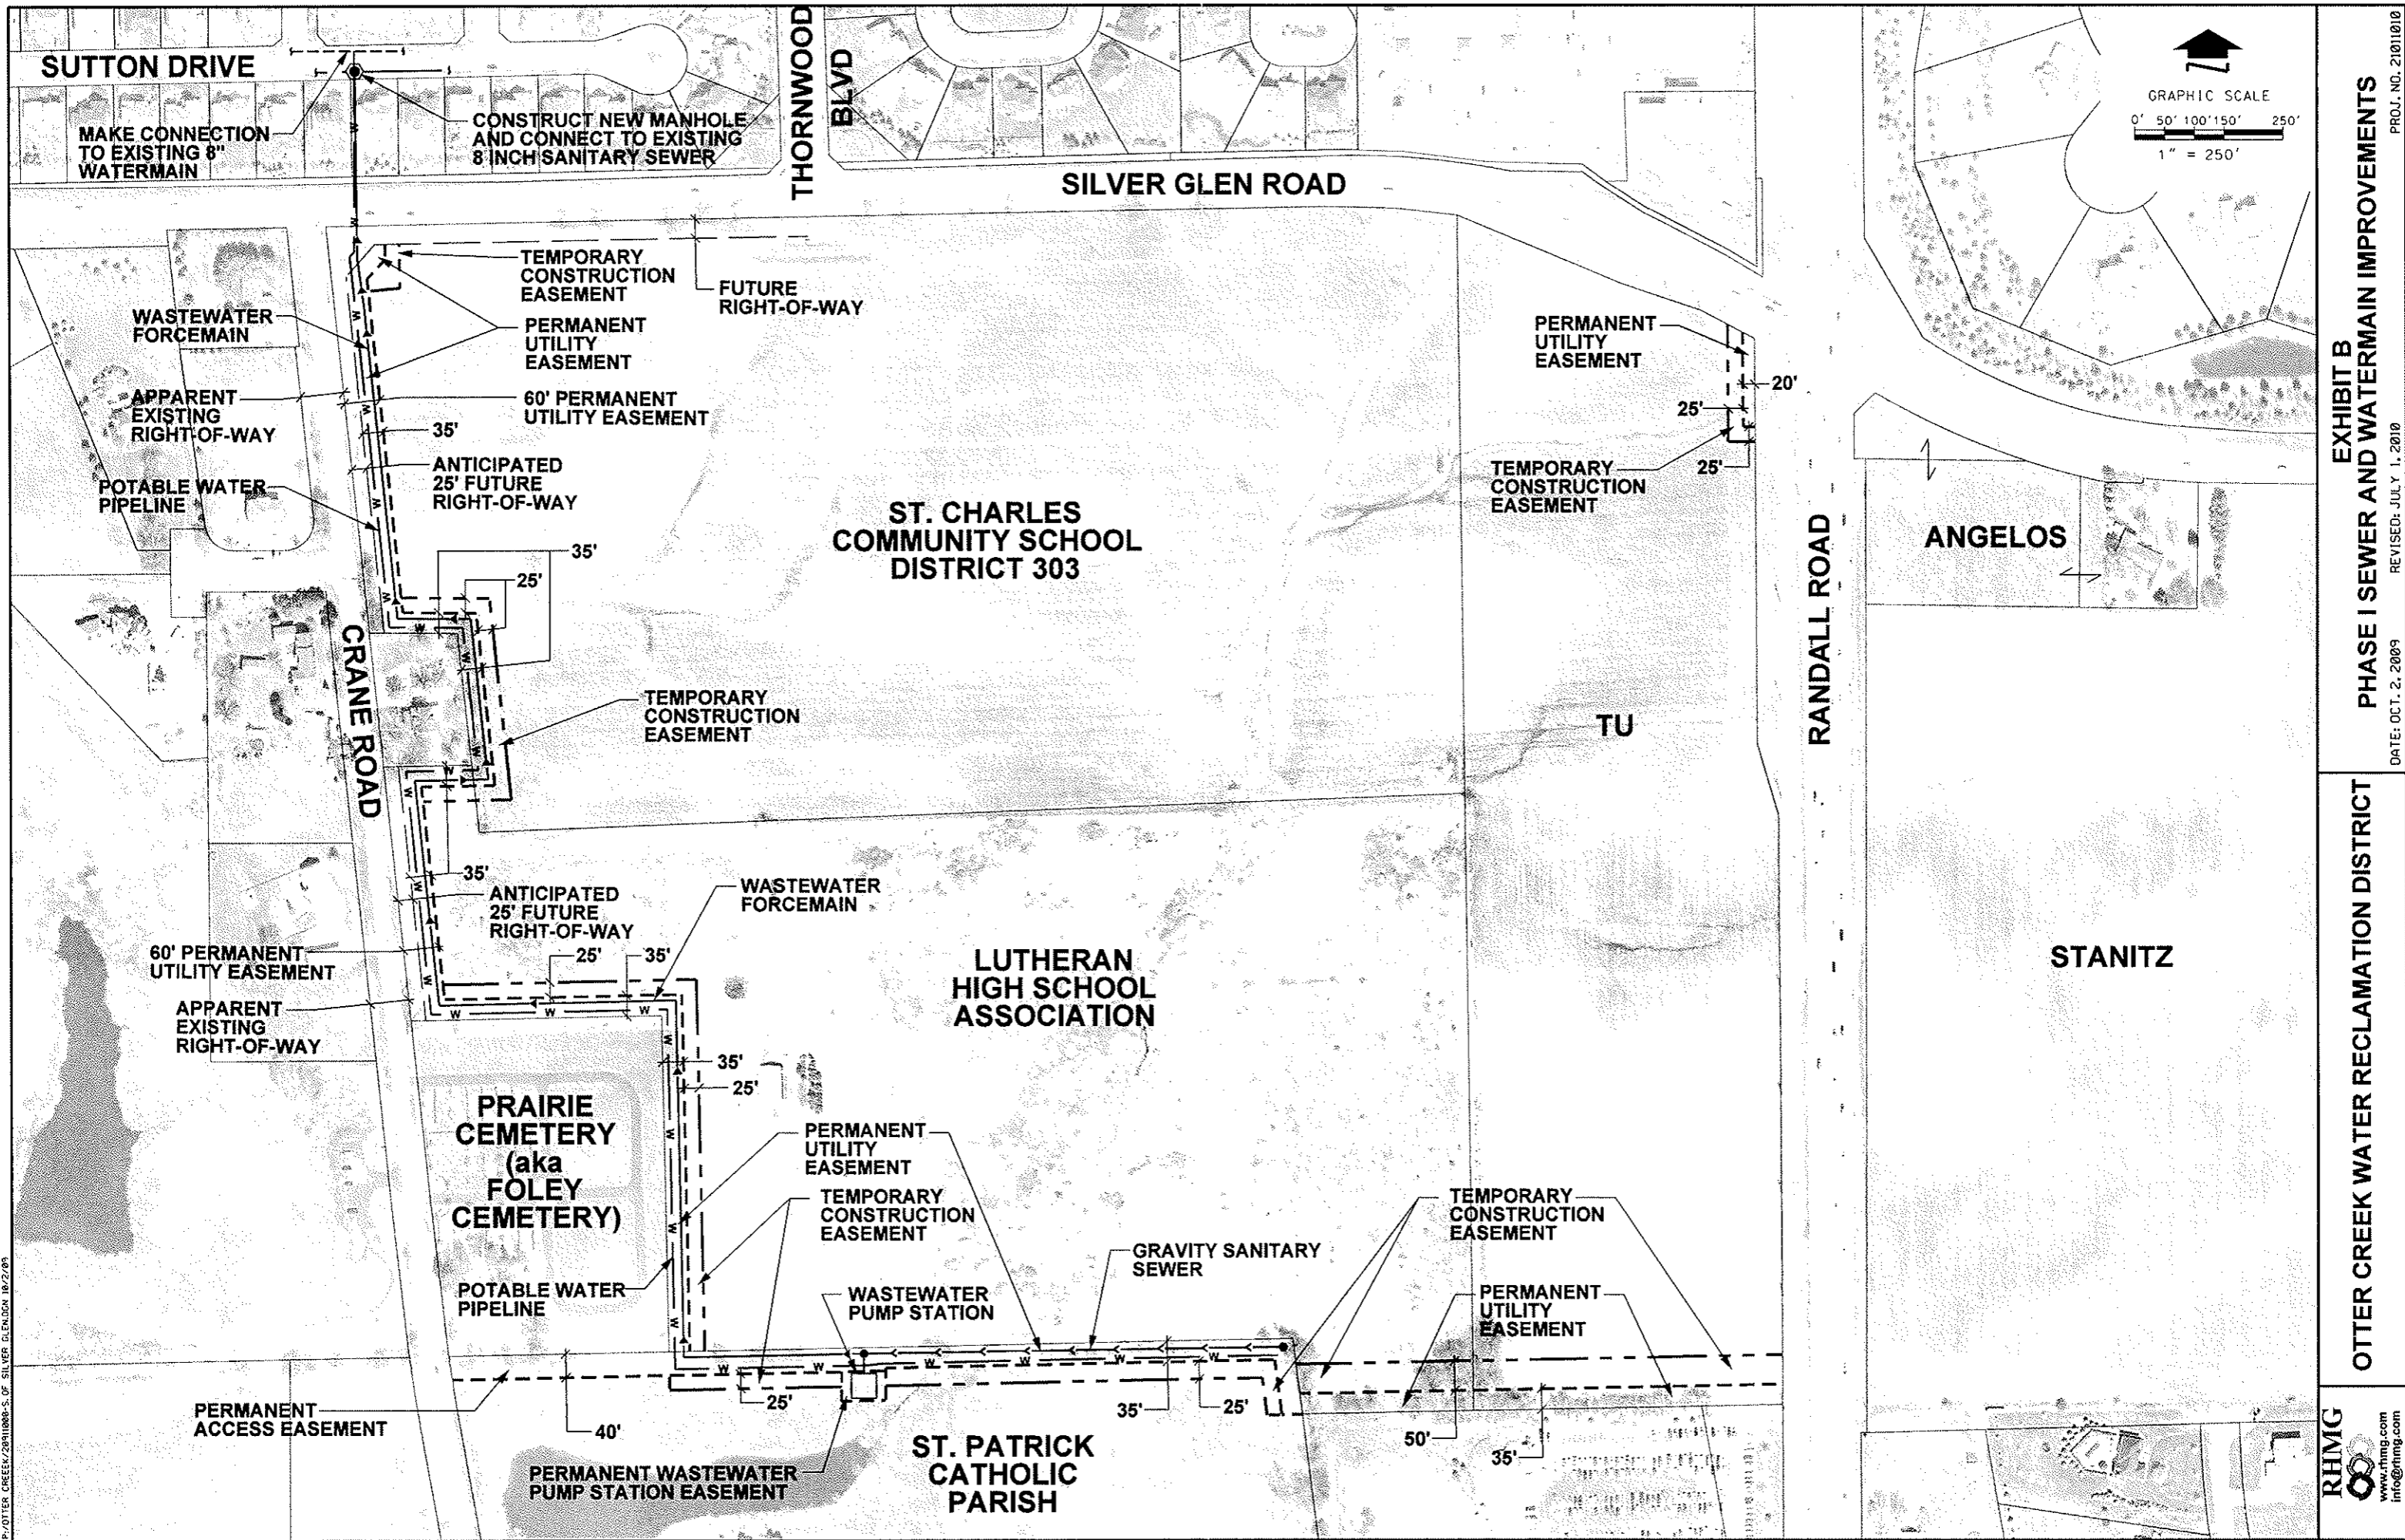 SUTTON DRIVE
MAKE CONNECTION
TO EXISTING 8"
WATERMAIN
CONSTRUCT NEW MANHOLE
AND CONNECT TO EXISTING
8 INCH SANITARY SEWER
THORNWOOD
BLVD
SILVER GLEN ROAD
GRAPHIC SCALE
0' 50' 100' 150' 250'
1" = 250'
TEMPORARY
CONSTRUCTION
EASEMENT
FUTURE
RIGHT-OF-WAY
WASTEWATER
FORCEMAIN
PERMANENT
UTILITY
EASEMENT
APPARENT
EXISTING
RIGHT-OF-WAY
60' PERMANENT
UTILITY EASEMENT
35'
ANTICIPATED
25' FUTURE
RIGHT-OF-WAY
POTABLE WATER
PIPELINE
PERMANENT
UTILITY
EASEMENT
20'
25'
TEMPORARY
CONSTRUCTION
EASEMENT
25'
ST. CHARLES
COMMUNITY SCHOOL
DISTRICT 303
ANGELOS
35'
25'
CRANE ROAD
RANDALL ROAD
TEMPORARY
CONSTRUCTION
EASEMENT
TU
35'
ANTICIPATED
25' FUTURE
RIGHT-OF-WAY
WASTEWATER
FORCEMAIN
60' PERMANENT
UTILITY EASEMENT
25'
35'
APPARENT
EXISTING
RIGHT-OF-WAY
LUTHERAN
HIGH SCHOOL
ASSOCIATION
STANITZ
35'
25'
PRAIRIE
CEMETERY
(aka
FOLEY
CEMETERY)
PERMANENT
UTILITY
EASEMENT
TEMPORARY
CONSTRUCTION
EASEMENT
POTABLE WATER
PIPELINE
WASTEWATER
PUMP STATION
GRAVITY SANITARY
SEWER
TEMPORARY
CONSTRUCTION
EASEMENT
PERMANENT
UTILITY
EASEMENT
PERMANENT
ACCESS EASEMENT
40'
25'
35'
25'
50'
35'
PERMANENT WASTEWATER
PUMP STATION EASEMENT
ST. PATRICK
CATHOLIC
PARISH
EXHIBIT B
PHASE I SEWER AND WATERMAIN IMPROVEMENTS
DATE: OCT. 2, 2009 REVISED: JULY 1, 2010 PROJ. NO. 21011010
OTTER CREEK WATER RECLAMATION DISTRICT
RHMG
www.rhmg.com
info@rhmg.com